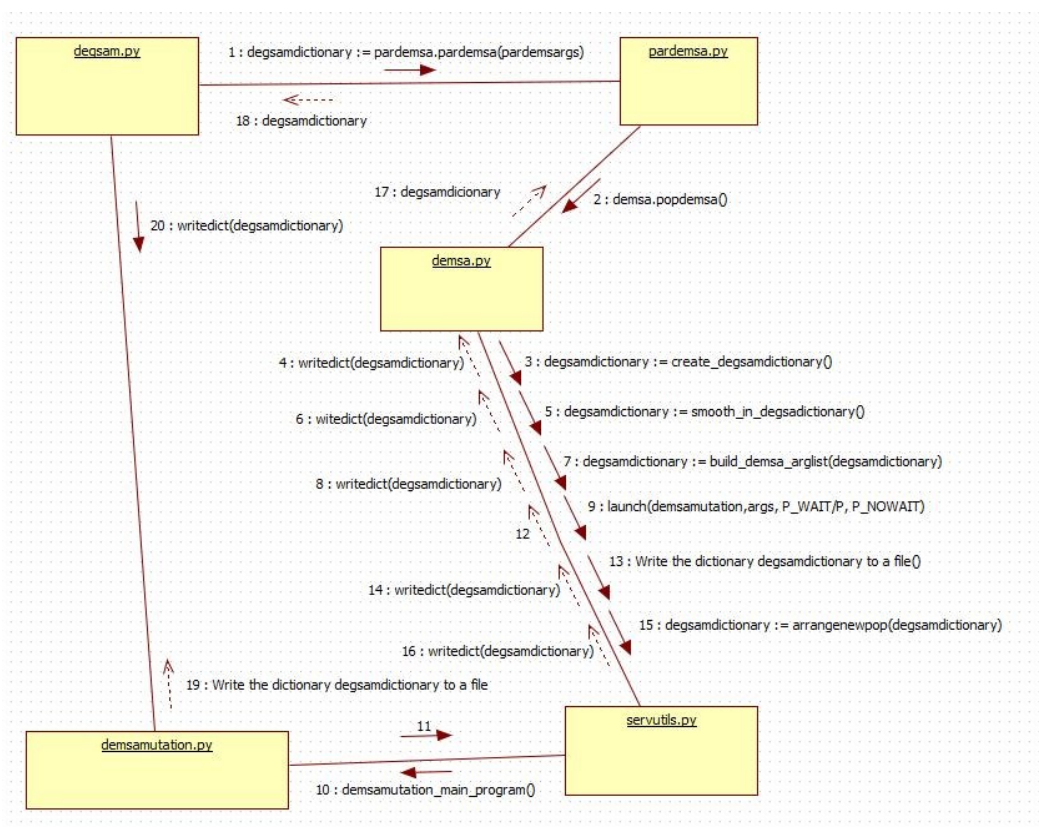 degsam.py
1 : degsamdictionary := pardemsa.pardemsa(pardemsargs)
pardemsa.py
18 : degsamdictionary
17 : degsamdicionary
2 : demsa.popdemsa()
20 : writedict(degsamdictionary)
demsa.py
4 : writedict(degsamdictionary)
3 : degsamdictionary := create_degsamdictionary()
6 : witedict(degsamdictionary)
5 : degsamdictionary := smooth_in_degsadictionary()
7 : degsamdictionary := build_demsa_arglist(degsamdictionary)
8 : writedict(degsamdictionary)
9 : launch(demsamutation,args, P_WAIT/P, P_NOWAIT)
12
13 : Write the dictionary degsamdictionary to a file()
14 : writedict(degsamdictionary)
15 : degsamdictionary := arrangenewpop(degsamdictionary)
16 : writedict(degsamdictionary)
19 : Write the dictionary degsamdictionary to a file
servutils.py
11
demsamutation.py
10 : demsamutation_main_program()